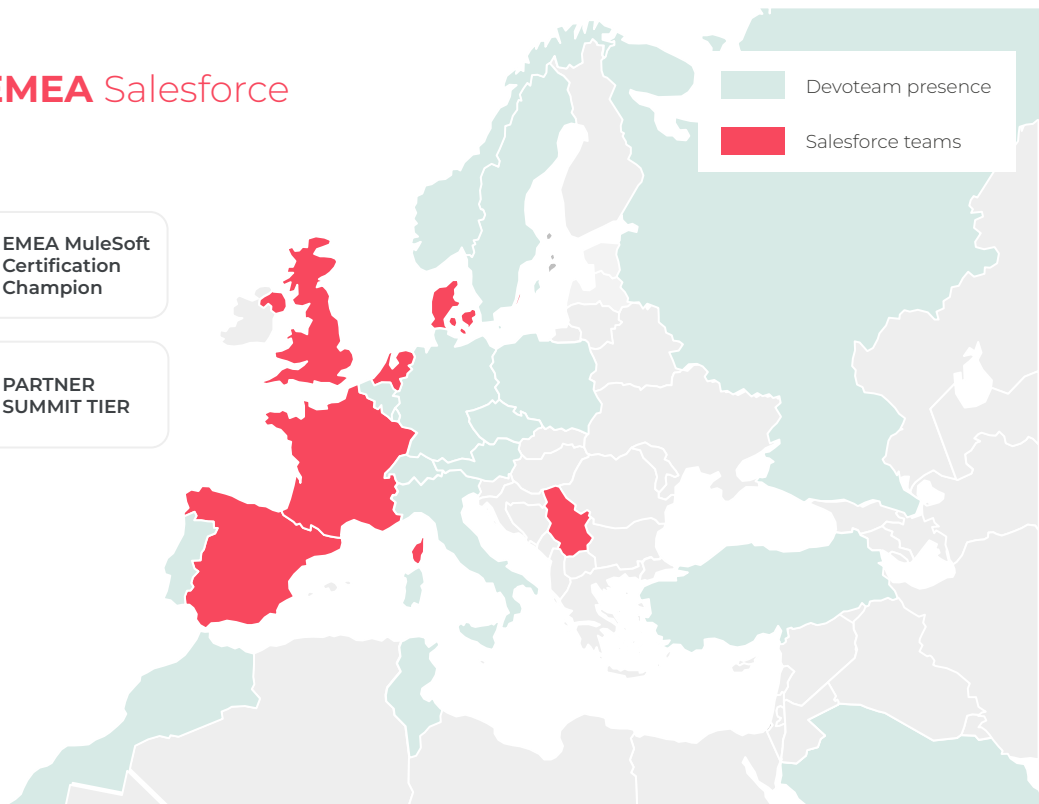 EMEA Salesforce
Devoteam presence
Salesforce teams
EMEA MuleSoft
Certification
Champion
PARTNER
SUMMIT TIER